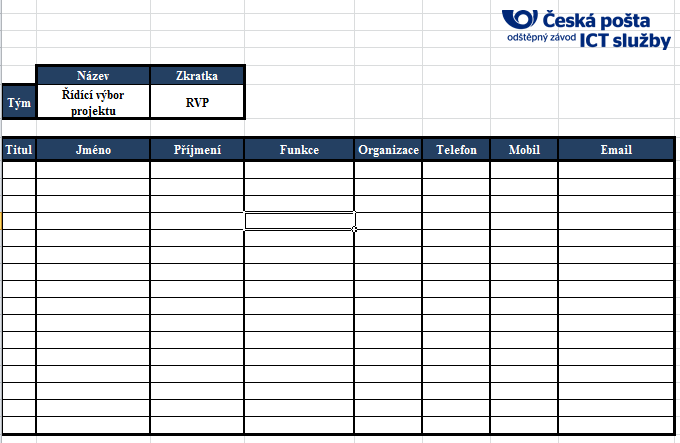 Česká pošta
odštěpný závod ICT služby
Název Zkratka
Tým Řídící výbor projektu RVP
Titul Jméno Příjmení Funkce Organizace Telefon Mobil Email